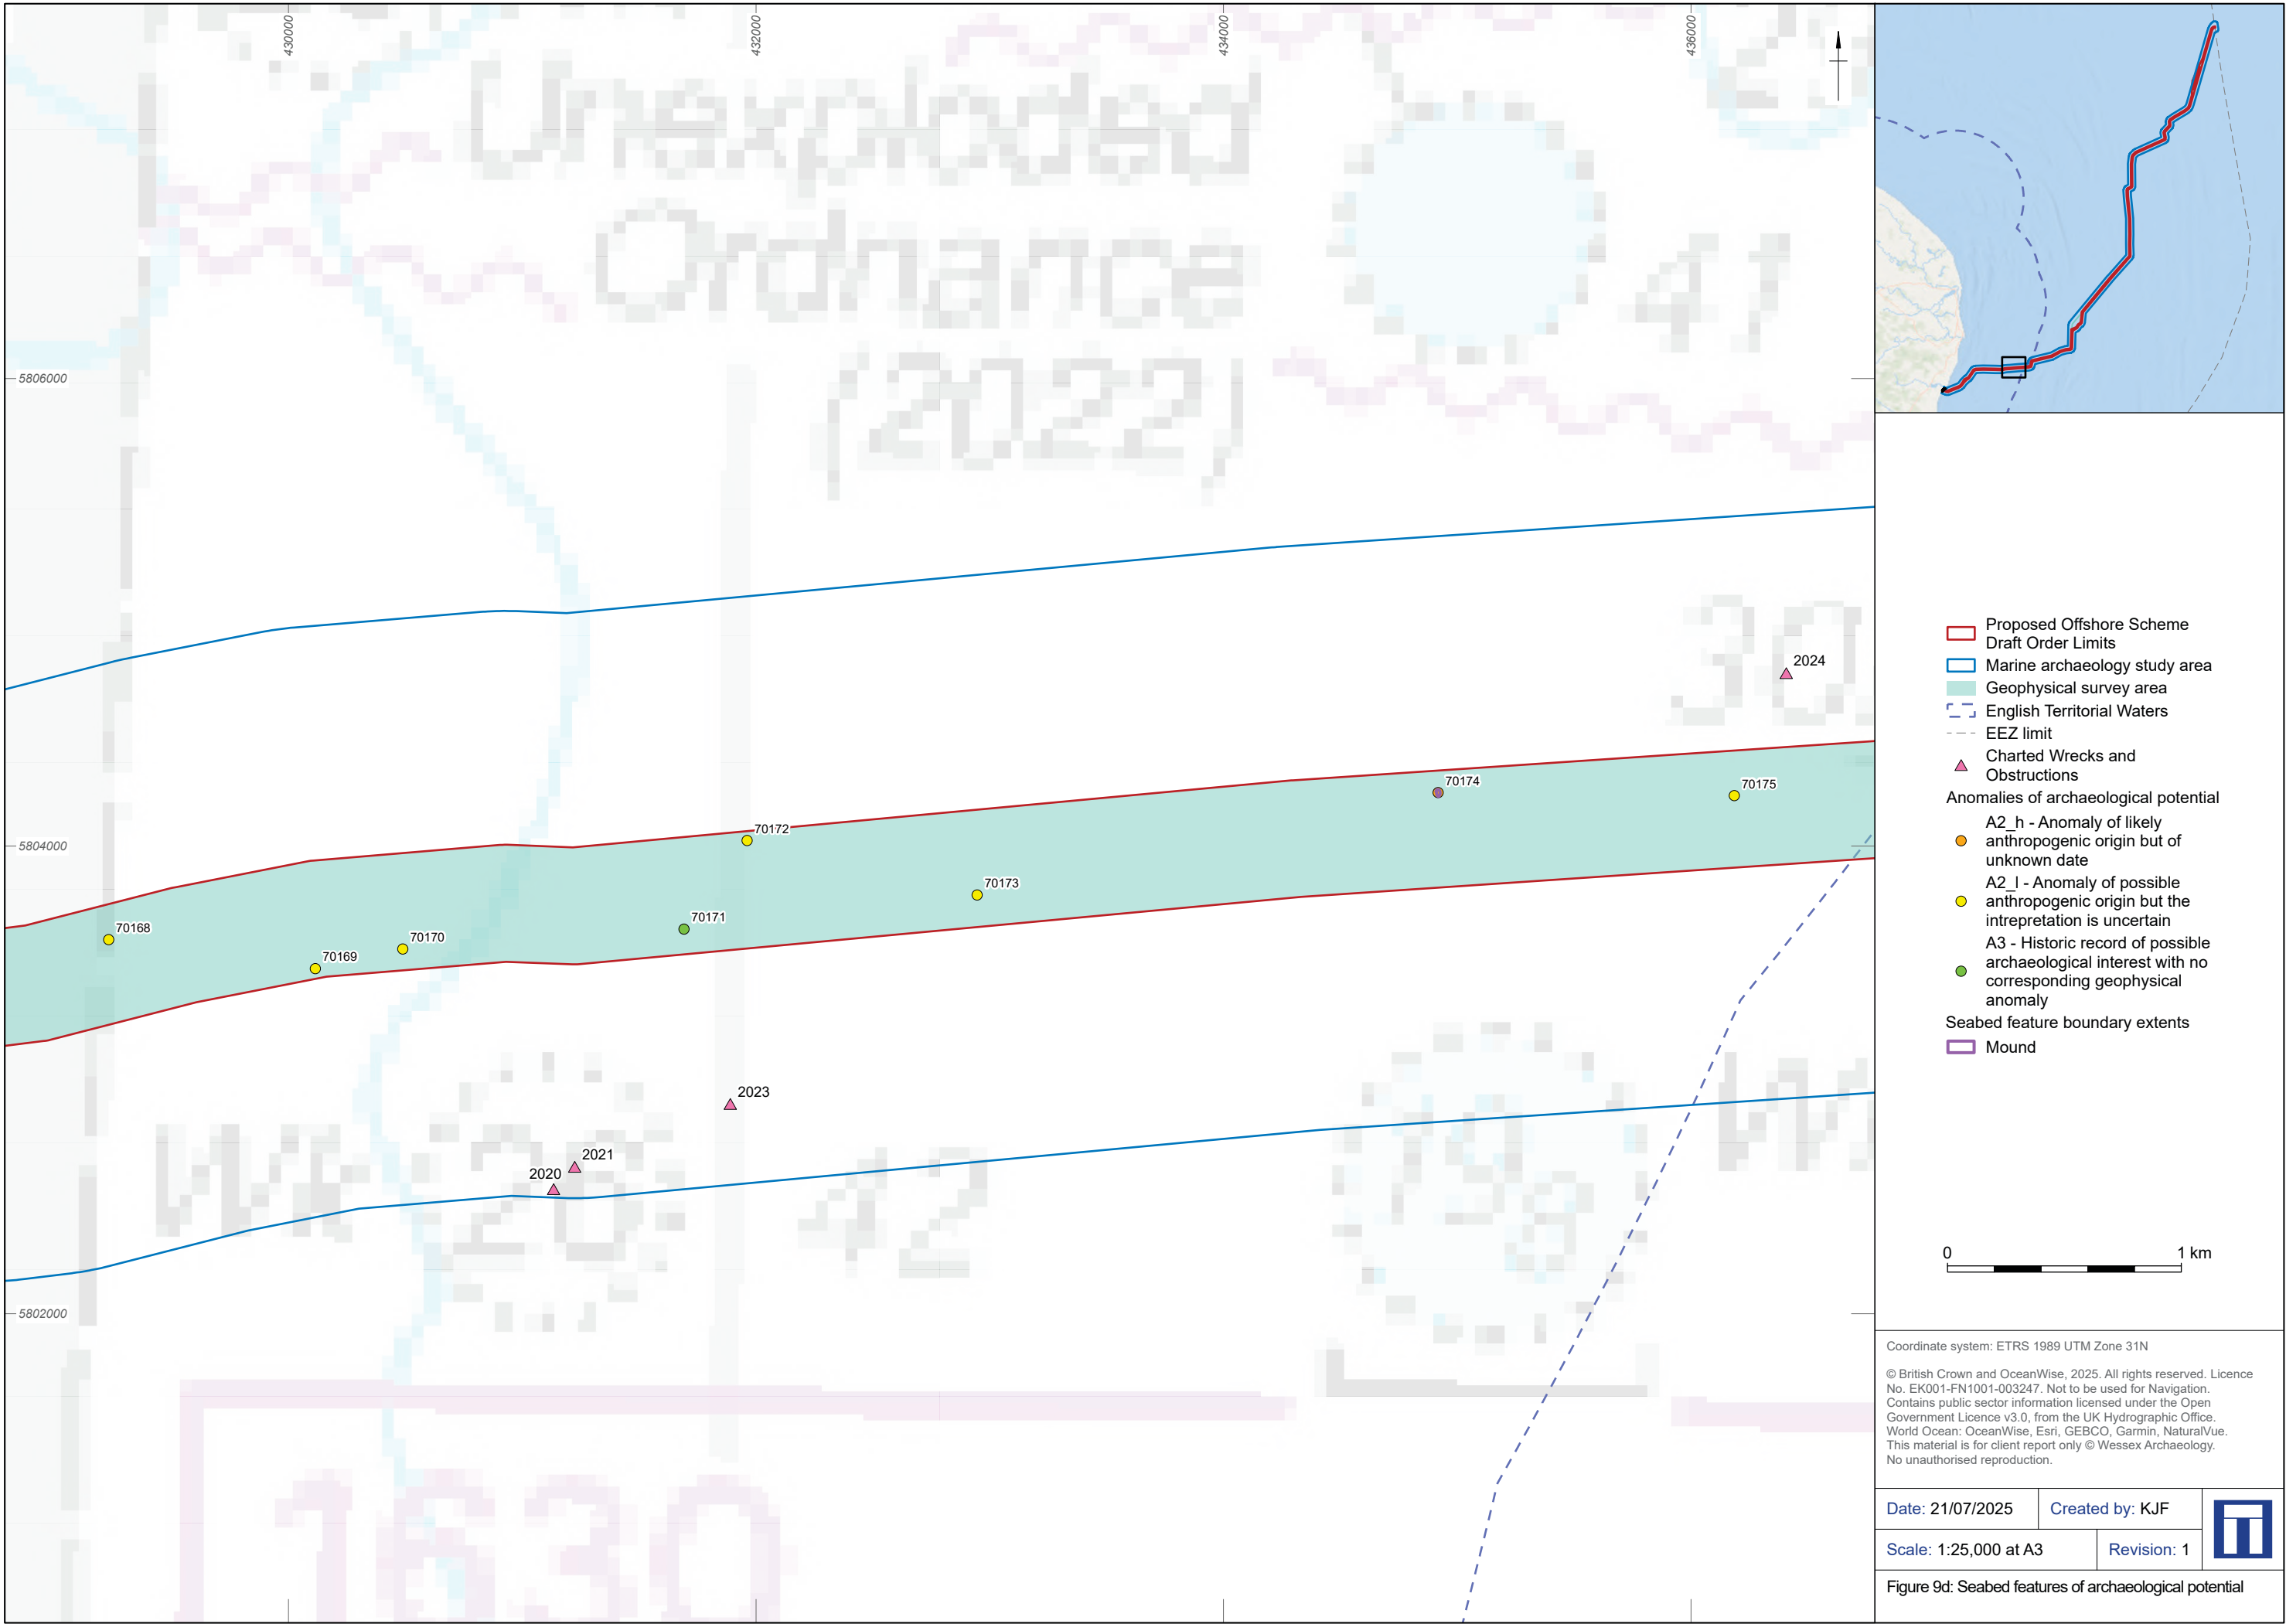 430000
432000
434000
436000
Unexploded
Ordnance
(2022)
41
5806000
30
2024
70174
70175
70172
5804000
70173
70171
70168
70170
70169
2023
2021
2020
Wk
20
42
5802000
1630
Proposed Offshore Scheme
Draft Order Limits
Marine archaeology study area
Geophysical survey area
English Territorial Waters
EEZ limit
Charted Wrecks and
Obstructions
Anomalies of archaeological potential
A2_h - Anomaly of likely
anthropogenic origin but of
unknown date
A2_l - Anomaly of possible
anthropogenic origin but the
intrepretation is uncertain
A3 - Historic record of possible
archaeological interest with no
corresponding geophysical
anomaly
Seabed feature boundary extents
Mound
0 1 km
Coordinate system: ETRS 1989 UTM Zone 31N
© British Crown and OceanWise, 2025. All rights reserved. Licence
No. EK001-FN1001-003247. Not to be used for Navigation.
Contains public sector information licensed under the Open
Government Licence v3.0, from the UK Hydrographic Office.
World Ocean: OceanWise, Esri, GEBCO, Garmin, NaturalVue.
This material is for client report only © Wessex Archaeology.
No unauthorised reproduction.
Date: 21/07/2025
Created by: KJF
Scale: 1:25,000 at A3
Revision: 1
Figure 9d: Seabed features of archaeological potential